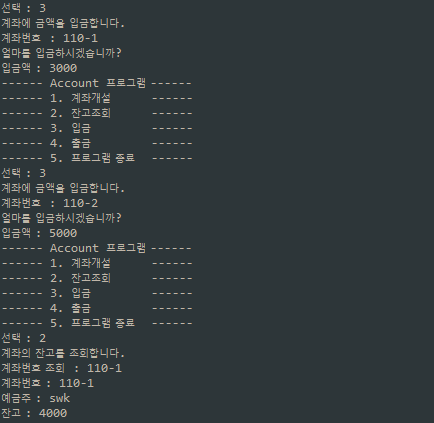 선택 : 3
계좌에 금액을 입금합니다.
계좌번호 : 110-1
얼마를 입금하시겠습니까?
입금액 : 3000
------ Account 프로그램 ------
------ 1. 계좌개설 ------
------ 2. 잔고조회 ------
------ 3. 입금 ------
------ 4. 출금 ------
------ 5. 프로그램 종료 ------
선택 : 3
계좌에 금액을 입금합니다.
계좌번호 : 110-2
얼마를 입금하시겠습니까?
입금액 : 5000
------ Account 프로그램 ------
------ 1. 계좌개설 ------
------ 2. 잔고조회 ------
------ 3. 입금 ------
------ 4. 출금 ------
------ 5. 프로그램 종료 ------
선택 : 2
계좌의 잔고를 조회합니다.
계좌번호 조회 : 110-1
계좌번호 : 110-1
예금주 : swk
잔고 : 4000